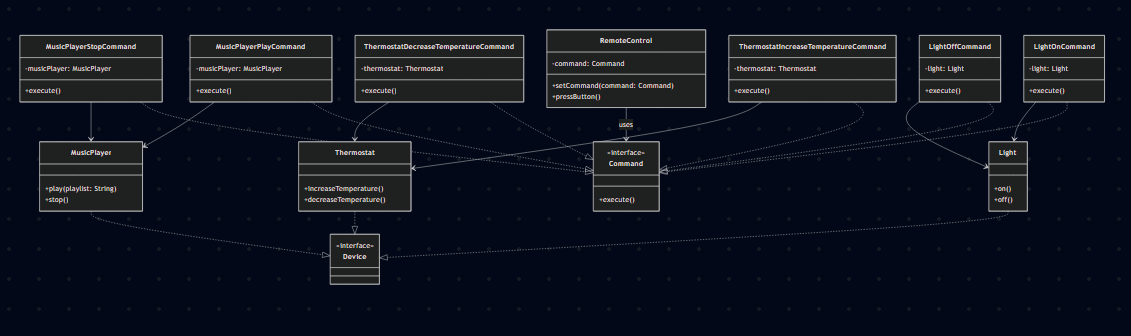 MusicPlayerStopCommand
-musicPlayer: MusicPlayer
+execute()
MusicPlayerPlayCommand
-musicPlayer: MusicPlayer
+execute()
ThermostatDecreaseTemperatureCommand
-thermostat: Thermostat
+execute()
RemoteControl
-command: Command
+setCommand(command: Command)
+pressButton()
ThermostatIncreaseTemperatureCommand
-thermostat: Thermostat
+execute()
LightOffCommand
-light: Light
+execute()
LightOnCommand
-light: Light
+execute()
uses
MusicPlayer
+play(playlist: String)
+stop()
Thermostat
+increaseTemperature()
+decreaseTemperature()
«interface»
Command
+execute()
Light
+on()
+off()
«interface»
Device